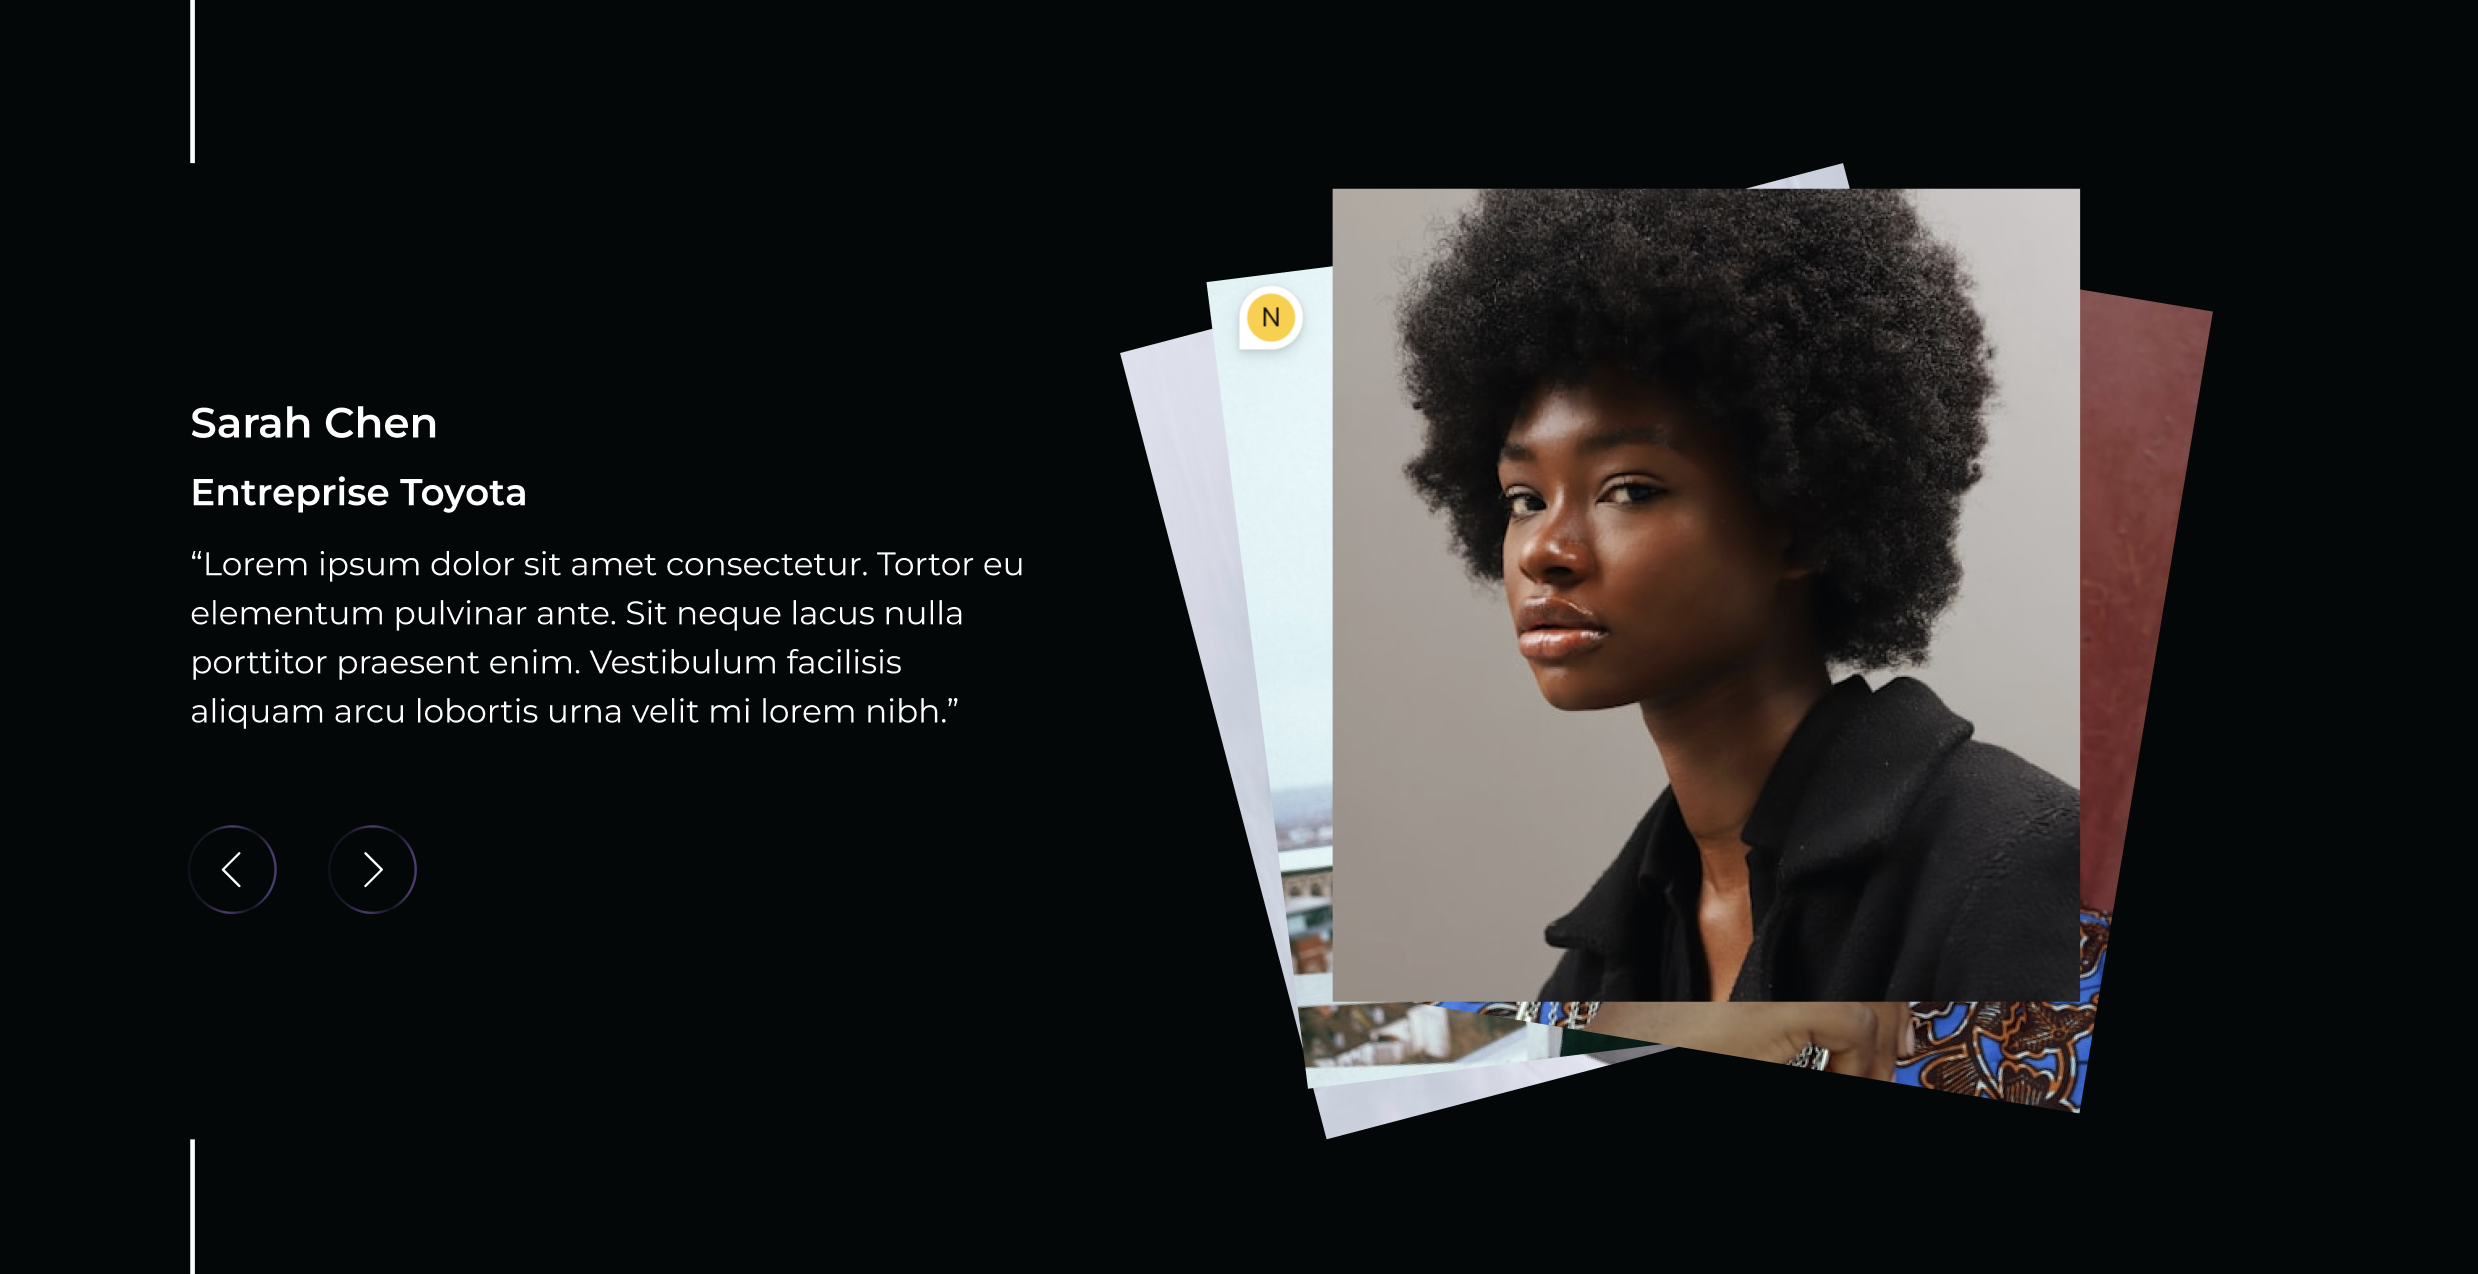 Sarah Chen
Entreprise Toyota
“Lorem ipsum dolor sit amet consectetur. Tortor eu
elementum pulvinar ante. Sit neque lacus nulla
porttitor praesent enim. Vestibulum facilisis
aliquam arcu lobortis urna velit mi lorem nibh.”
N